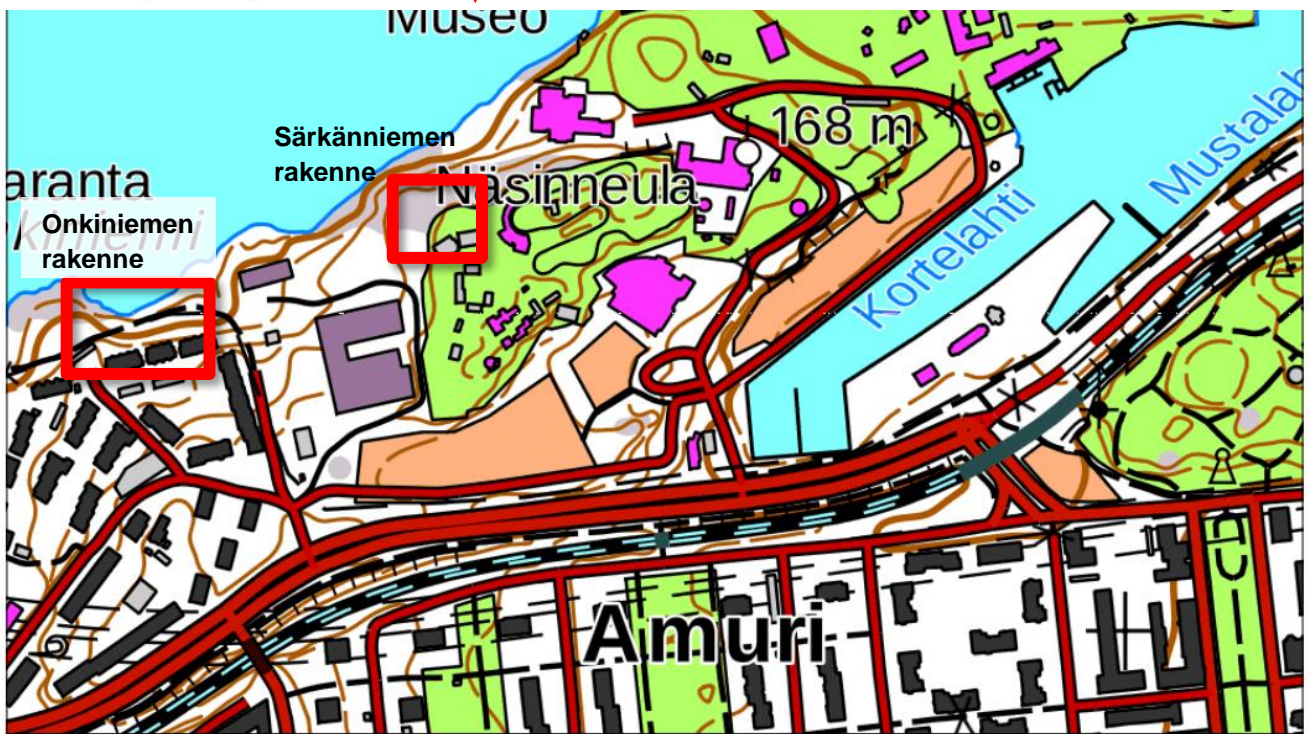 Museo
Särkänniemen
rakenne
168 m
Näsinneula
aranta
Onkiniemen
rakenne
Mustalah
Kortelahti
Amuri